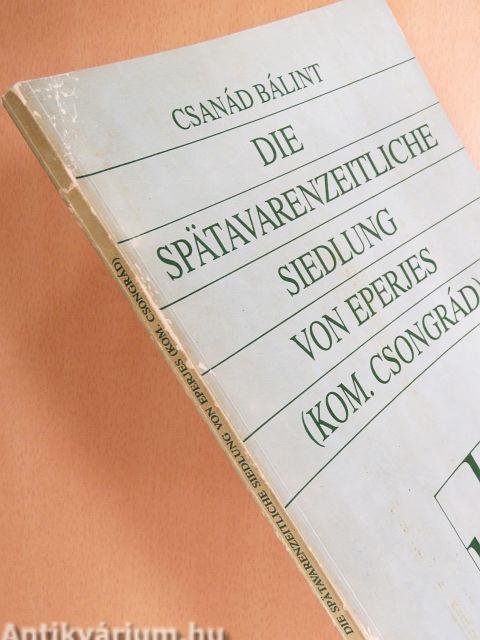 CSANÁD BÁLINT
DIE
SPÄTAVARENZEITLICHE
SIEDLUNG
VON EPERJES
(KOM. CSONGRÁD)
DIE SPÄTAVARENZEITLICHE SIEDLUNG VON EPERJES (KOM. CSONGRÁD)
Antikvárium.hu